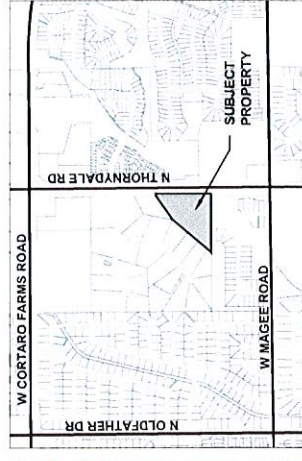 W CORTARO FARMS ROAD
N THORNYDALE RD
SUBJECT
PROPERTY
W MAGEE ROAD
N OLDFATHER DR